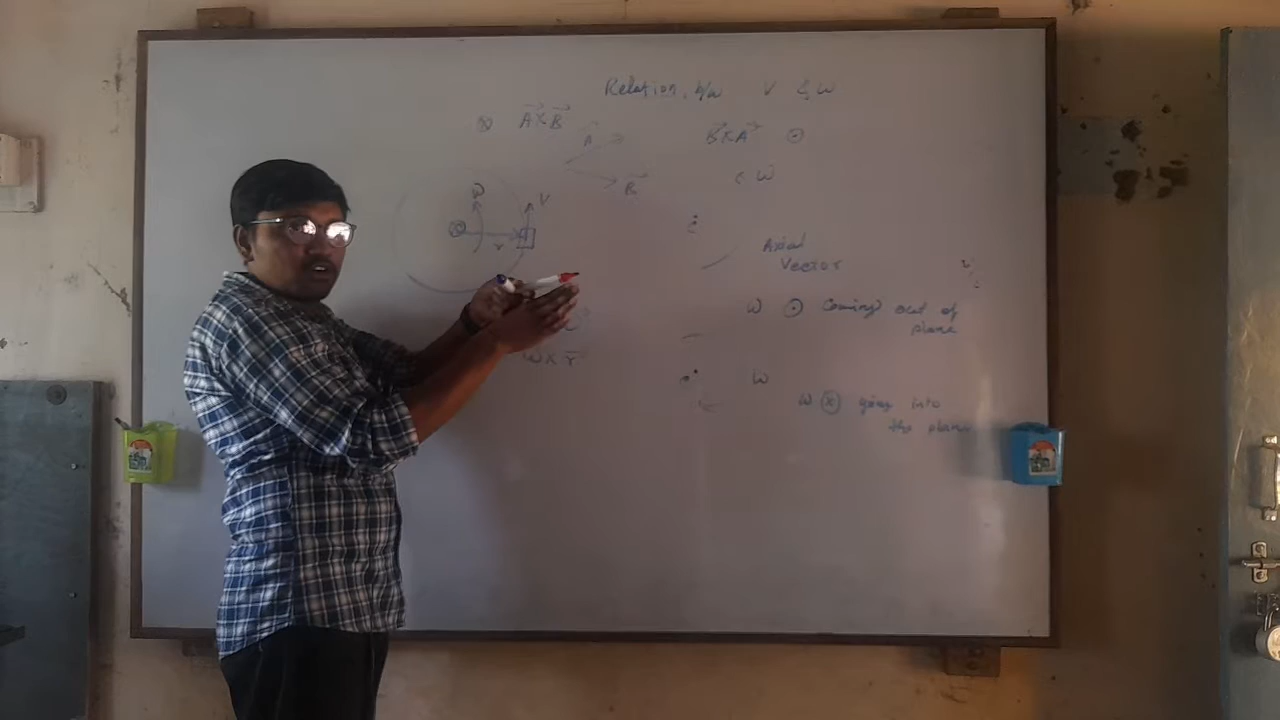 Relation b/w V & W
⊗ A×B
B×A ⊙
A
B
W
W
V
r
Axial
Vector
W ⊙ Coming out of
plane
W×r
W
W ⊗ going into
the plane